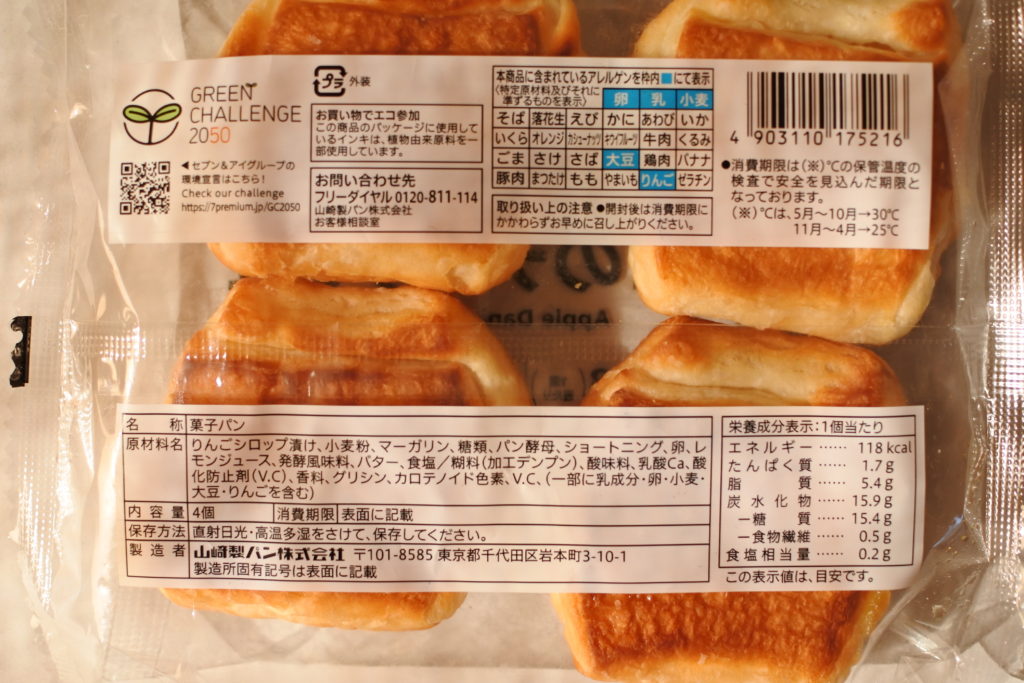 GREEN
CHALLENGE
2050
◀セブン&アイグループの
環境宣言はこちら!
Check our challenge
https://7premium.jp/GC2050
プラ 外装
お買い物でエコ参加
この商品のパッケージに使用して
いるインキは、植物由来原料を一
部使用しています。
お問い合わせ先
フリーダイヤル 0120-811-114
山崎製パン株式会社
お客様相談室
本商品に含まれているアレルゲンを枠内■にて表示
(特定原材料及びそれに
準ずるものを表示) 卵 乳 小麦
そば 落花生 えび かに あわび いか
いくら オレンジ カシューナッツ キウイフルーツ 牛肉 くるみ
ごま さけ さば 大豆 鶏肉 バナナ
豚肉 まつたけ もも やまいも りんご ゼラチン
取り扱い上の注意 ●開封後は消費期限に
かかわらずお早めに召し上がりください。
4 903110 175216
●消費期限は(※)℃の保管温度の
検査で安全を見込んだ期限と
なっております。
(※)℃は、5月〜10月→30℃
11月〜4月→25℃
の
Apple Dan
名称 菓子パン
原材料名 りんごシロップ漬け、小麦粉、マーガリン、糖類、パン酵母、ショートニング、卵、レ
モンジュース、発酵風味料、バター、食塩/糊料(加工デンプン)、酸味料、乳酸Ca、酸
化防止剤(V.C)、香料、グリシン、カロテノイド色素、V.C、(一部に乳成分・卵・小麦・
大豆・りんごを含む)
内容量 4個 消費期限 表面に記載
保存方法 直射日光・高温多湿をさけて、保存してください。
製造者 山崎製パン株式会社 〒101-8585 東京都千代田区岩本町3-10-1
製造所固有記号は表面に記載
栄養成分表示:1個当たり
エネルギー …… 118 kcal
たんぱく質 …… 1.7g
脂質 …… 5.4g
炭水化物 …… 15.9g
―糖質 …… 15.4g
―食物繊維 …… 0.5g
食塩相当量 …… 0.2g
この表示値は、目安です。